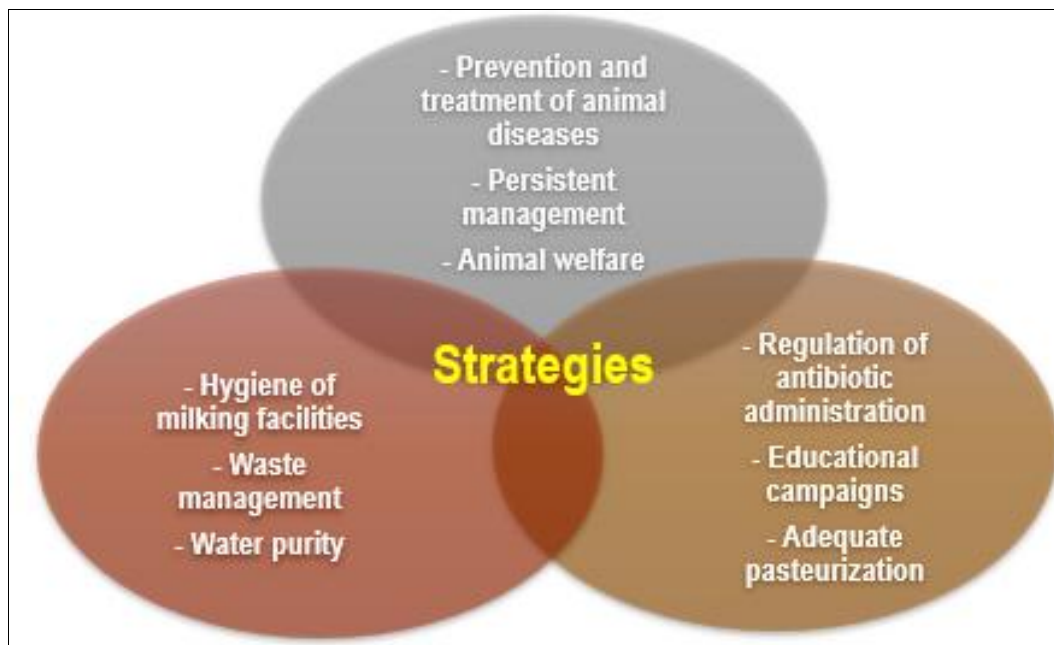 - Prevention and
treatment of animal
diseases
- Persistent
management
- Animal welfare
Strategies
- Hygiene of
milking facilities
- Waste
management
- Water purity
- Regulation of
antibiotic
administration
- Educational
campaigns
- Adequate
pasteurization